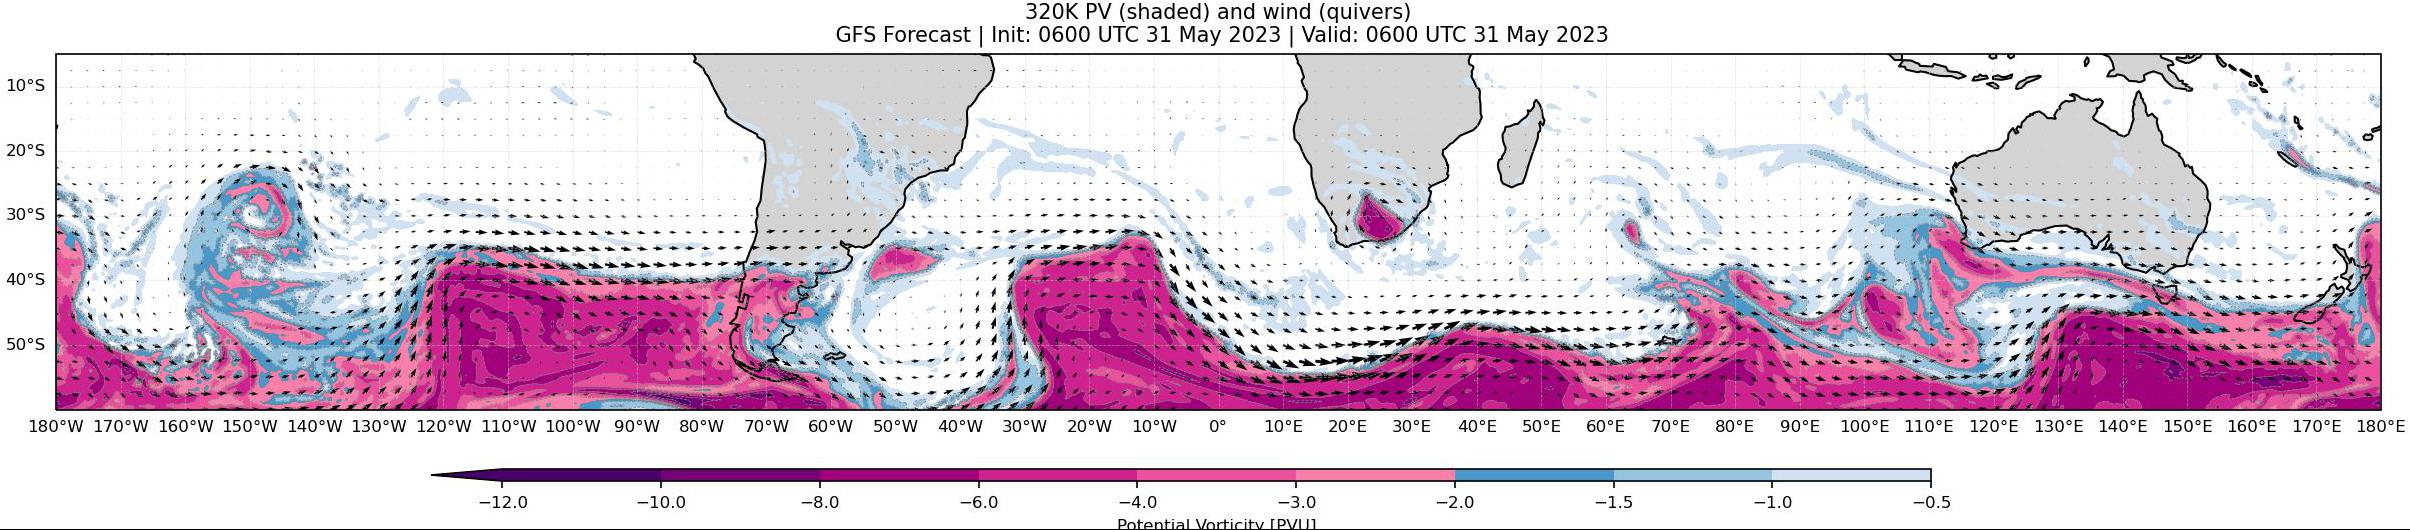 320K PV (shaded) and wind (quivers)
GFS Forecast | Init: 0600 UTC 31 May 2023 | Valid: 0600 UTC 31 May 2023
10°S
20°S
30°S
40°S
50°S
180°W 170°W 160°W 150°W 140°W 130°W 120°W 110°W 100°W 90°W 80°W 70°W 60°W 50°W 40°W 30°W 20°W 10°W 0° 10°E 20°E 30°E 40°E 50°E 60°E 70°E 80°E 90°E 100°E 110°E 120°E 130°E 140°E 150°E 160°E 170°E 180°E
−12.0 −10.0 −8.0 −6.0 −4.0 −3.0 −2.0 −1.5 −1.0 −0.5
Potential Vorticity [PVU]